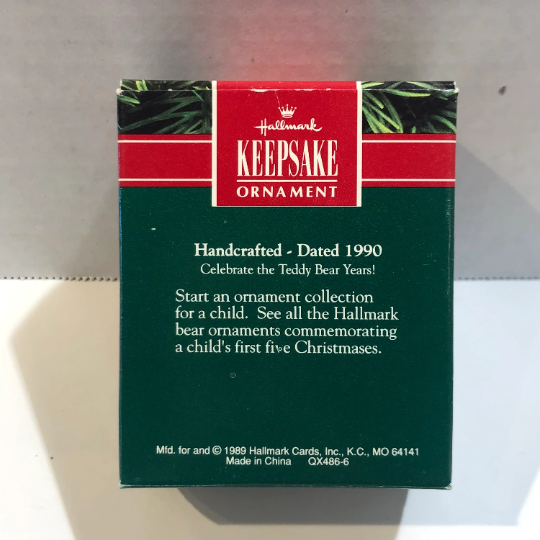 Hallmark
KEEPSAKE
ORNAMENT
Handcrafted - Dated 1990
Celebrate the Teddy Bear Years!
Start an ornament collection
for a child. See all the Hallmark
bear ornaments commemorating
a child's first five Christmases.
Mfd. for and © 1989 Hallmark Cards, Inc., K.C., MO 64141
Made in China QX486-6